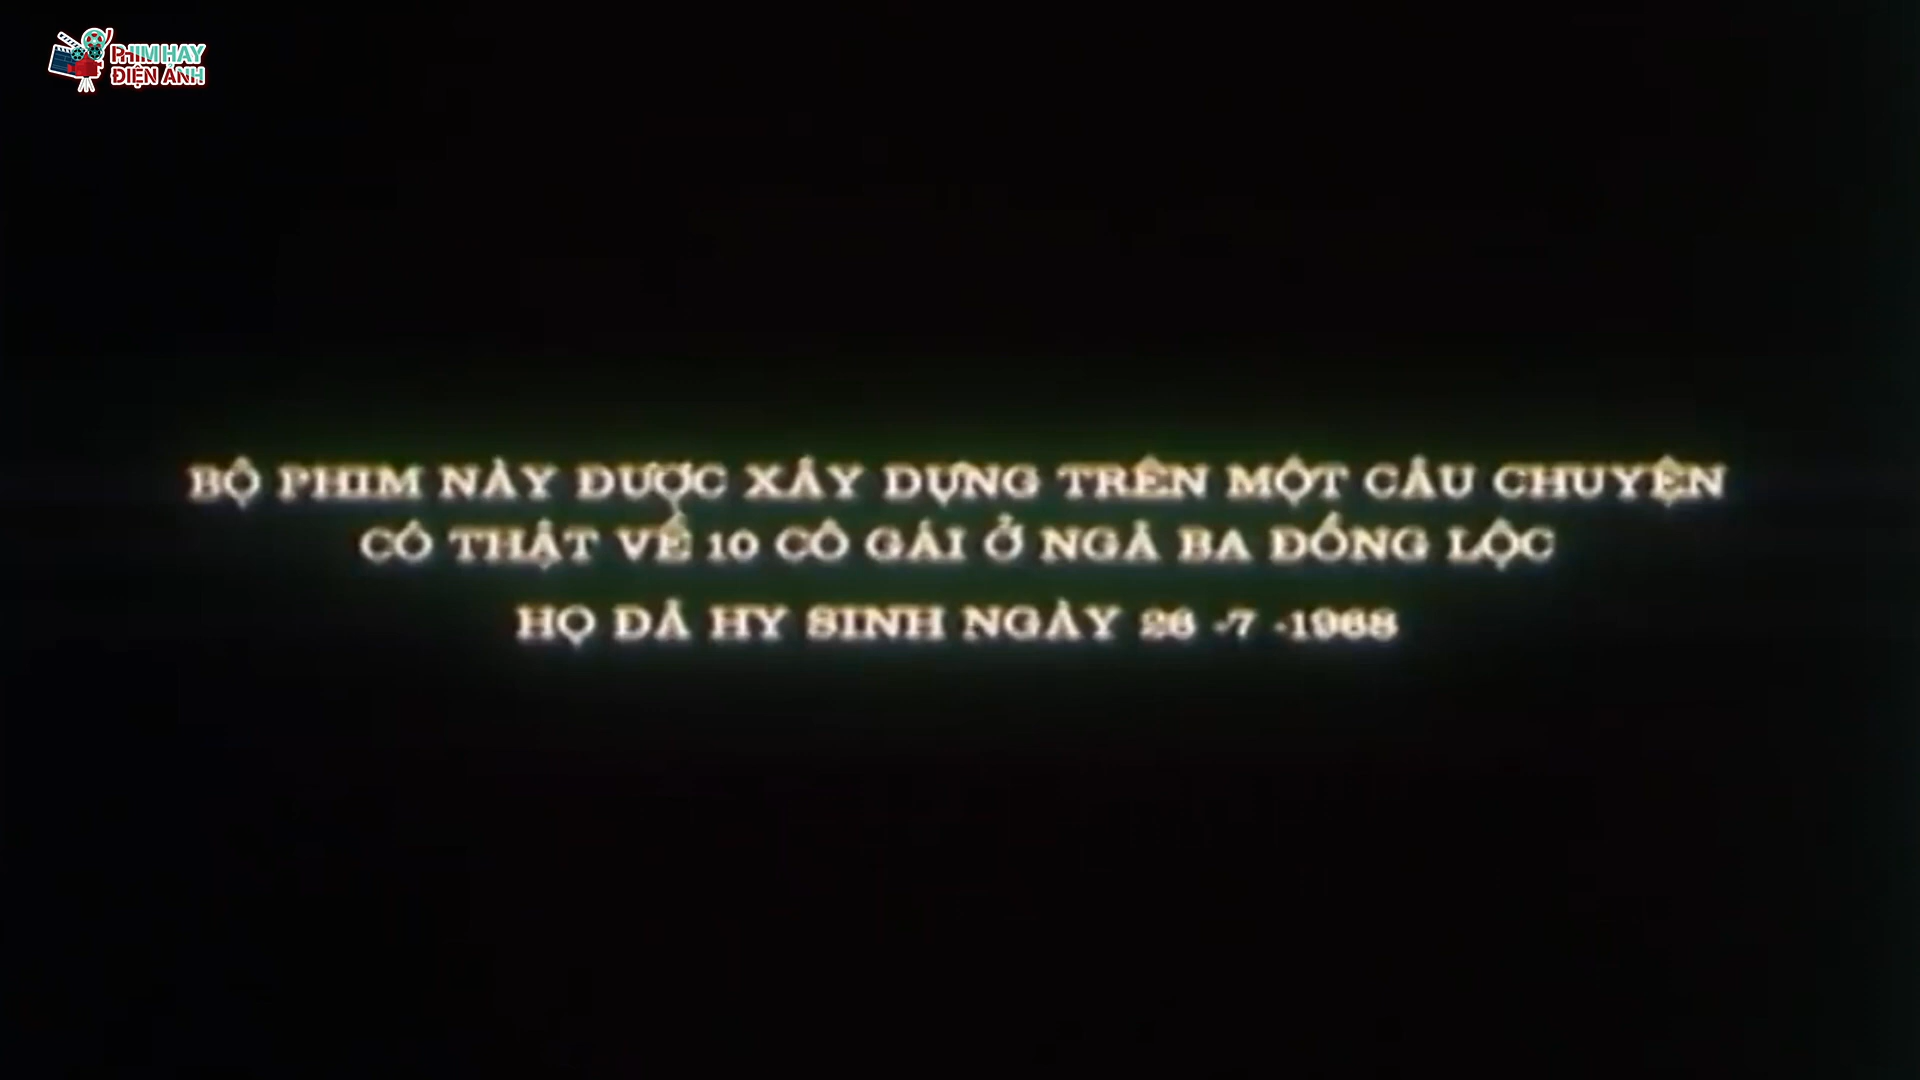 PHIM HAY
ĐIỆN ẢNH
BỘ PHIM NÀY ĐƯỢC XÂY DỰNG TRÊN MỘT CÂU CHUYỆN
CÓ THẬT VỀ 10 CÔ GÁI Ở NGÃ BA ĐỒNG LỘC
HỌ ĐÃ HY SINH NGÀY 26 -7 -1968